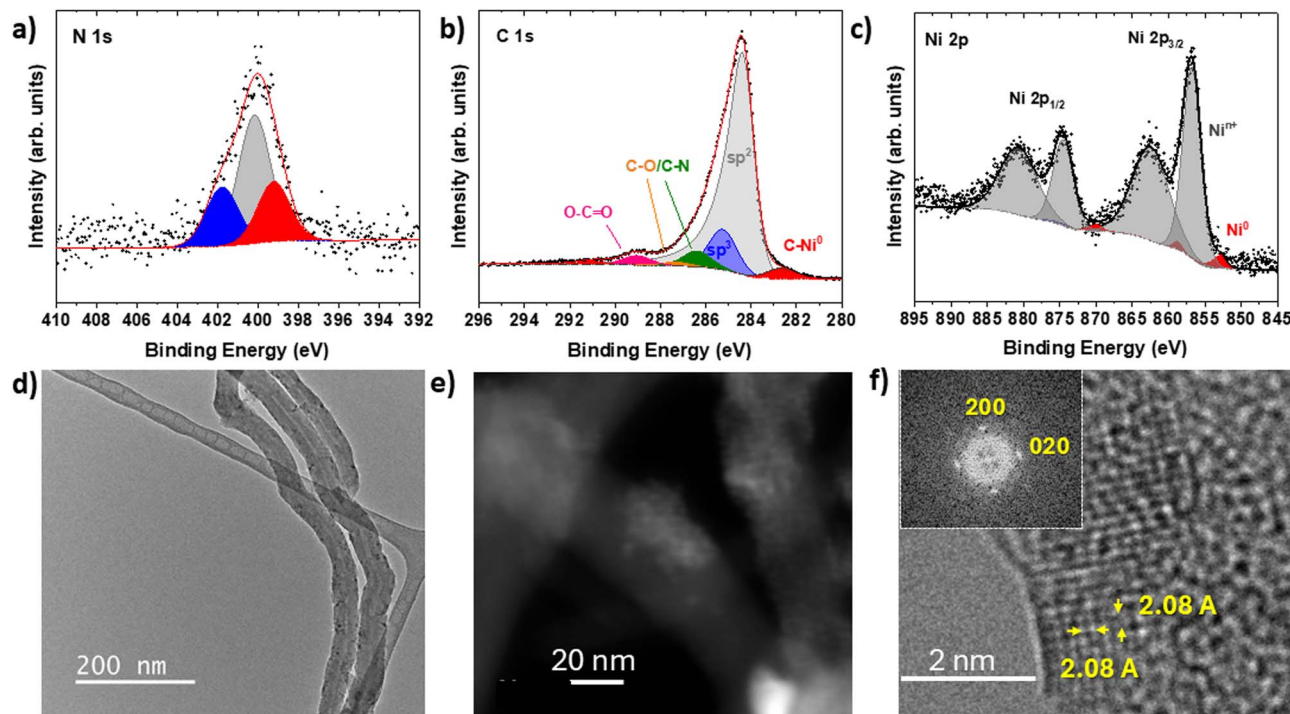 a)
N 1s
Intensity (arb. units)
410 408 406 404 402 400 398 396 394 392
Binding Energy (eV)
b)
C 1s
Intensity (arb. units)
O-C=O
C-O/C-N
sp2
sp3
C-Ni0
296 294 292 290 288 286 284 282 280
Binding Energy (eV)
c)
Ni 2p
Ni 2p3/2
Ni 2p1/2
Nin+
Ni0
Intensity (arb. units)
895 890 885 880 875 870 865 860 855 850 845
Binding Energy (eV)
d)
200 nm
e)
20 nm
f)
200
020
2.08 A
2.08 A
2 nm